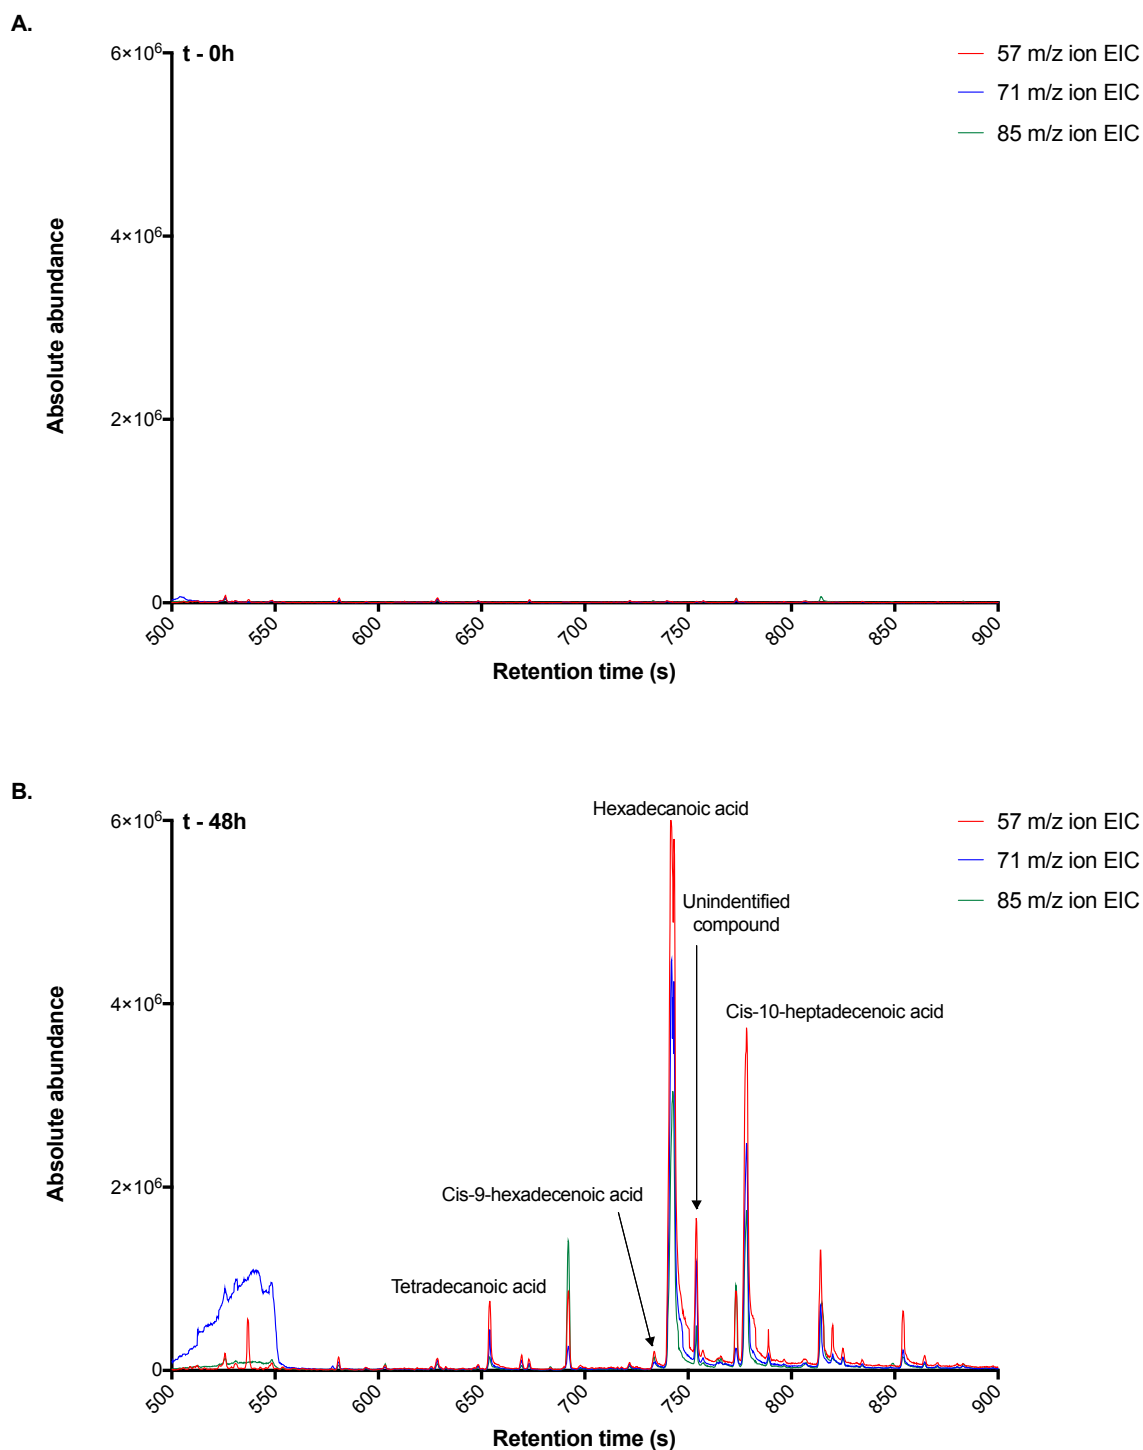 A.
t - 0h
57 m/z ion EIC
71 m/z ion EIC
85 m/z ion EIC
Absolute abundance
6×10⁶
4×10⁶
2×10⁶
0
500 550 600 650 700 750 800 850 900
Retention time (s)
B.
t - 48h
57 m/z ion EIC
71 m/z ion EIC
85 m/z ion EIC
Hexadecanoic acid
Unidentified
compound
Cis-10-heptadecenoic acid
Cis-9-hexadecenoic acid
Tetradecanoic acid
Absolute abundance
6×10⁶
4×10⁶
2×10⁶
0
500 550 600 650 700 750 800 850 900
Retention time (s)